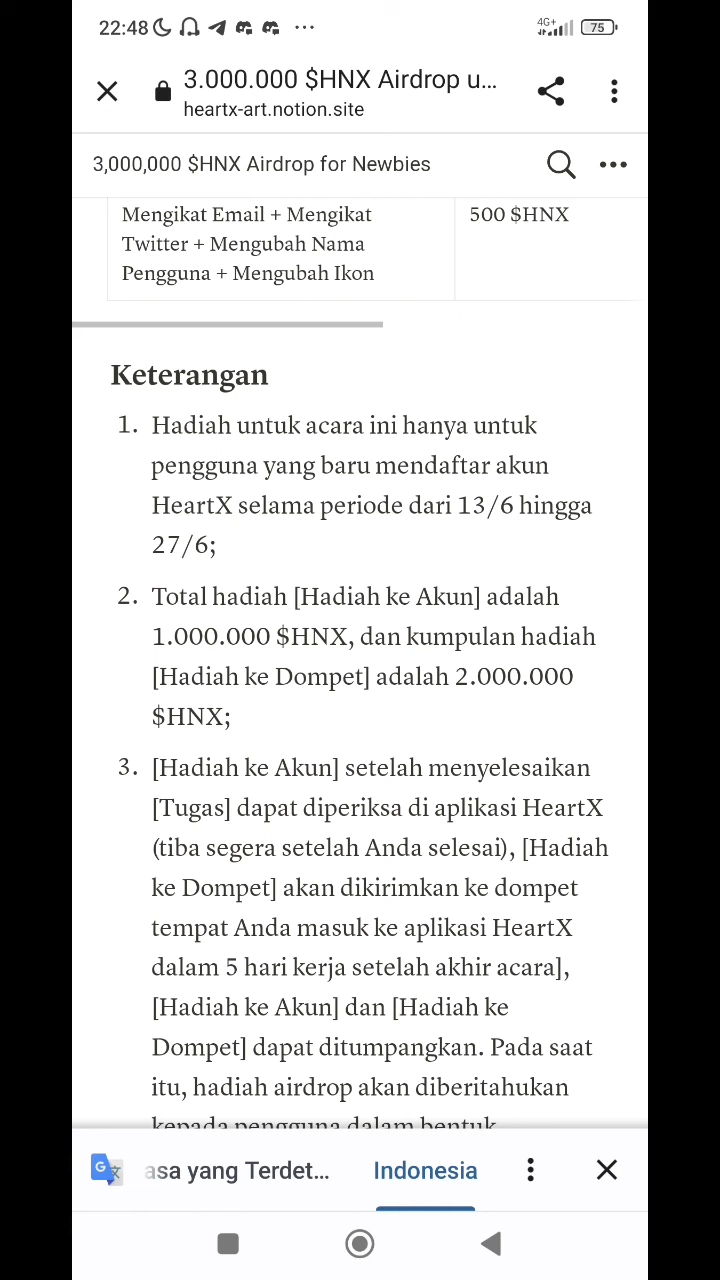 22:48
4G+
75
3.000.000 $HNX Airdrop u...
heartx-art.notion.site
3,000,000 $HNX Airdrop for Newbies
Mengikat Email + Mengikat
Twitter + Mengubah Nama
Pengguna + Mengubah Ikon
500 $HNX
Keterangan
1. Hadiah untuk acara ini hanya untuk
pengguna yang baru mendaftar akun
HeartX selama periode dari 13/6 hingga
27/6;
2. Total hadiah [Hadiah ke Akun] adalah
1.000.000 $HNX, dan kumpulan hadiah
[Hadiah ke Dompet] adalah 2.000.000
$HNX;
3. [Hadiah ke Akun] setelah menyelesaikan
[Tugas] dapat diperiksa di aplikasi HeartX
(tiba segera setelah Anda selesai), [Hadiah
ke Dompet] akan dikirimkan ke dompet
tempat Anda masuk ke aplikasi HeartX
dalam 5 hari kerja setelah akhir acara],
[Hadiah ke Akun] dan [Hadiah ke
Dompet] dapat ditumpangkan. Pada saat
itu, hadiah airdrop akan diberitahukan
kepada pengguna dalam bentuk
asa yang Terdet...
Indonesia